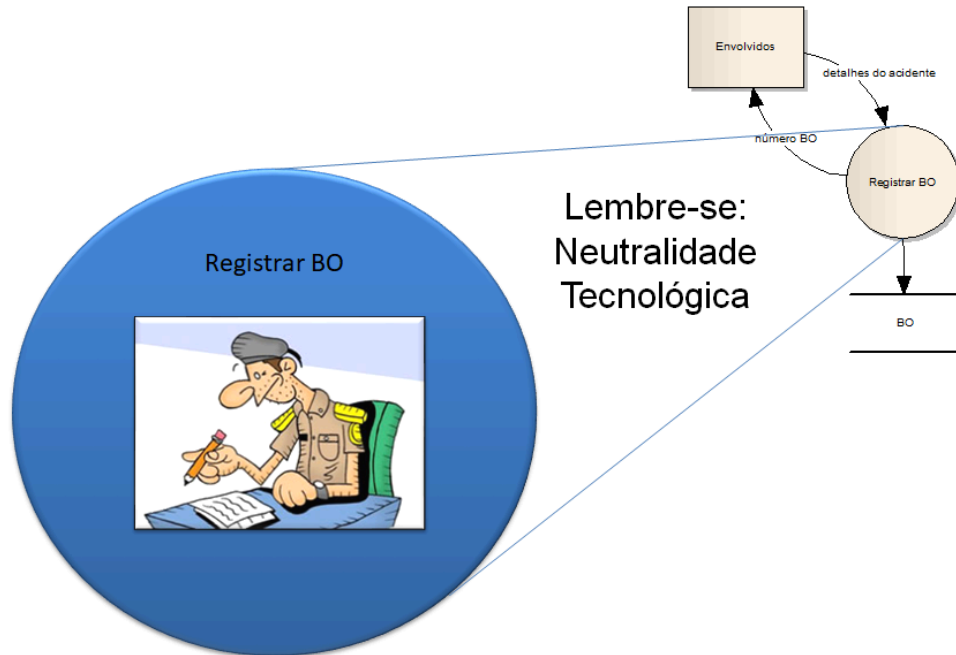 Envolvidos
detalhes do acidente
número BO
Registrar BO
BO
Lembre-se:
Neutralidade
Tecnológica
Registrar BO